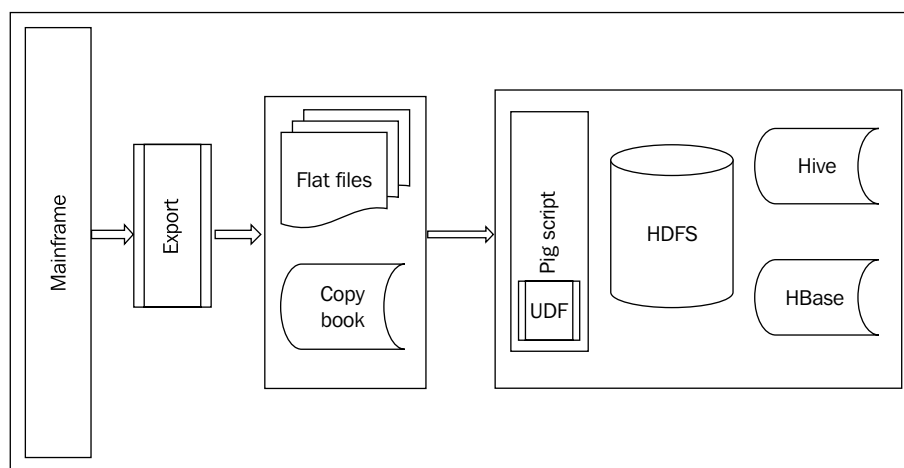 Mainframe
Export
Flat files
Copy
book
Pig script
UDF
HDFS
Hive
HBase